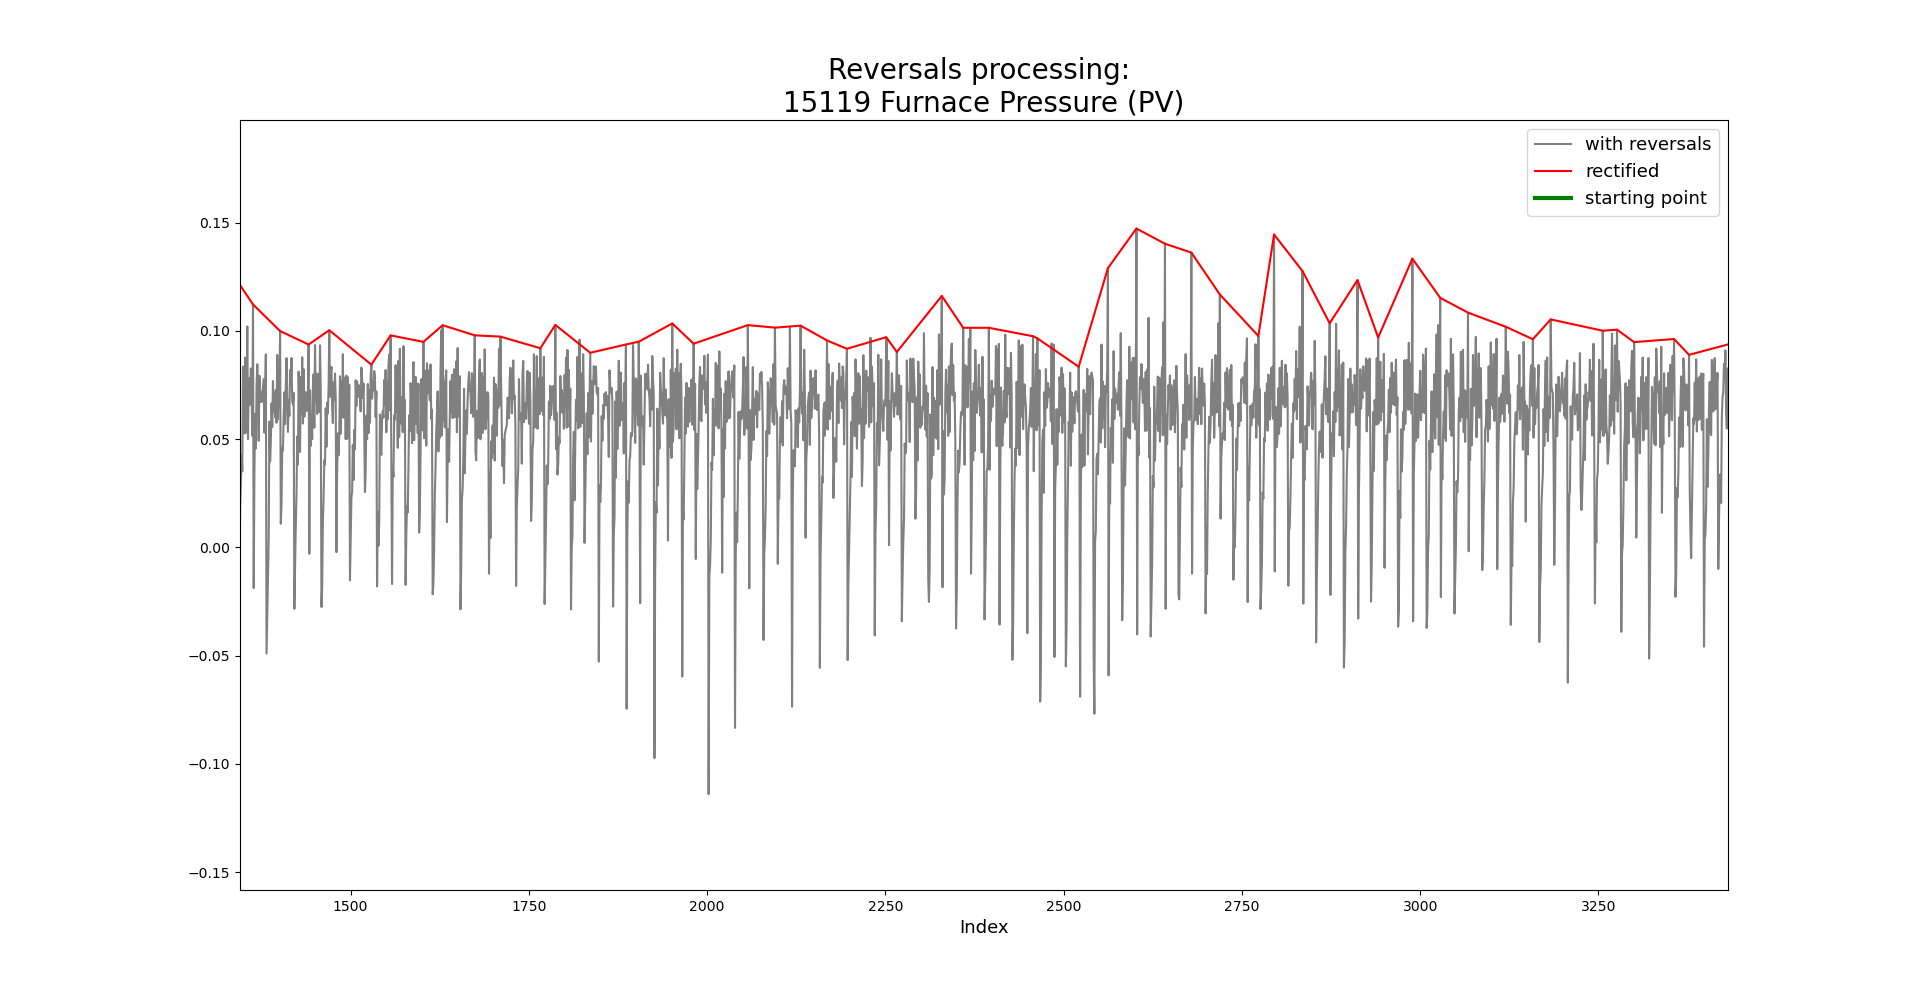 Reversals processing:
15119 Furnace Pressure (PV)
with reversals
rectified
starting point
0.15
0.10
0.05
0.00
−0.05
−0.10
−0.15
1500 1750 2000 2250 2500 2750 3000 3250
Index